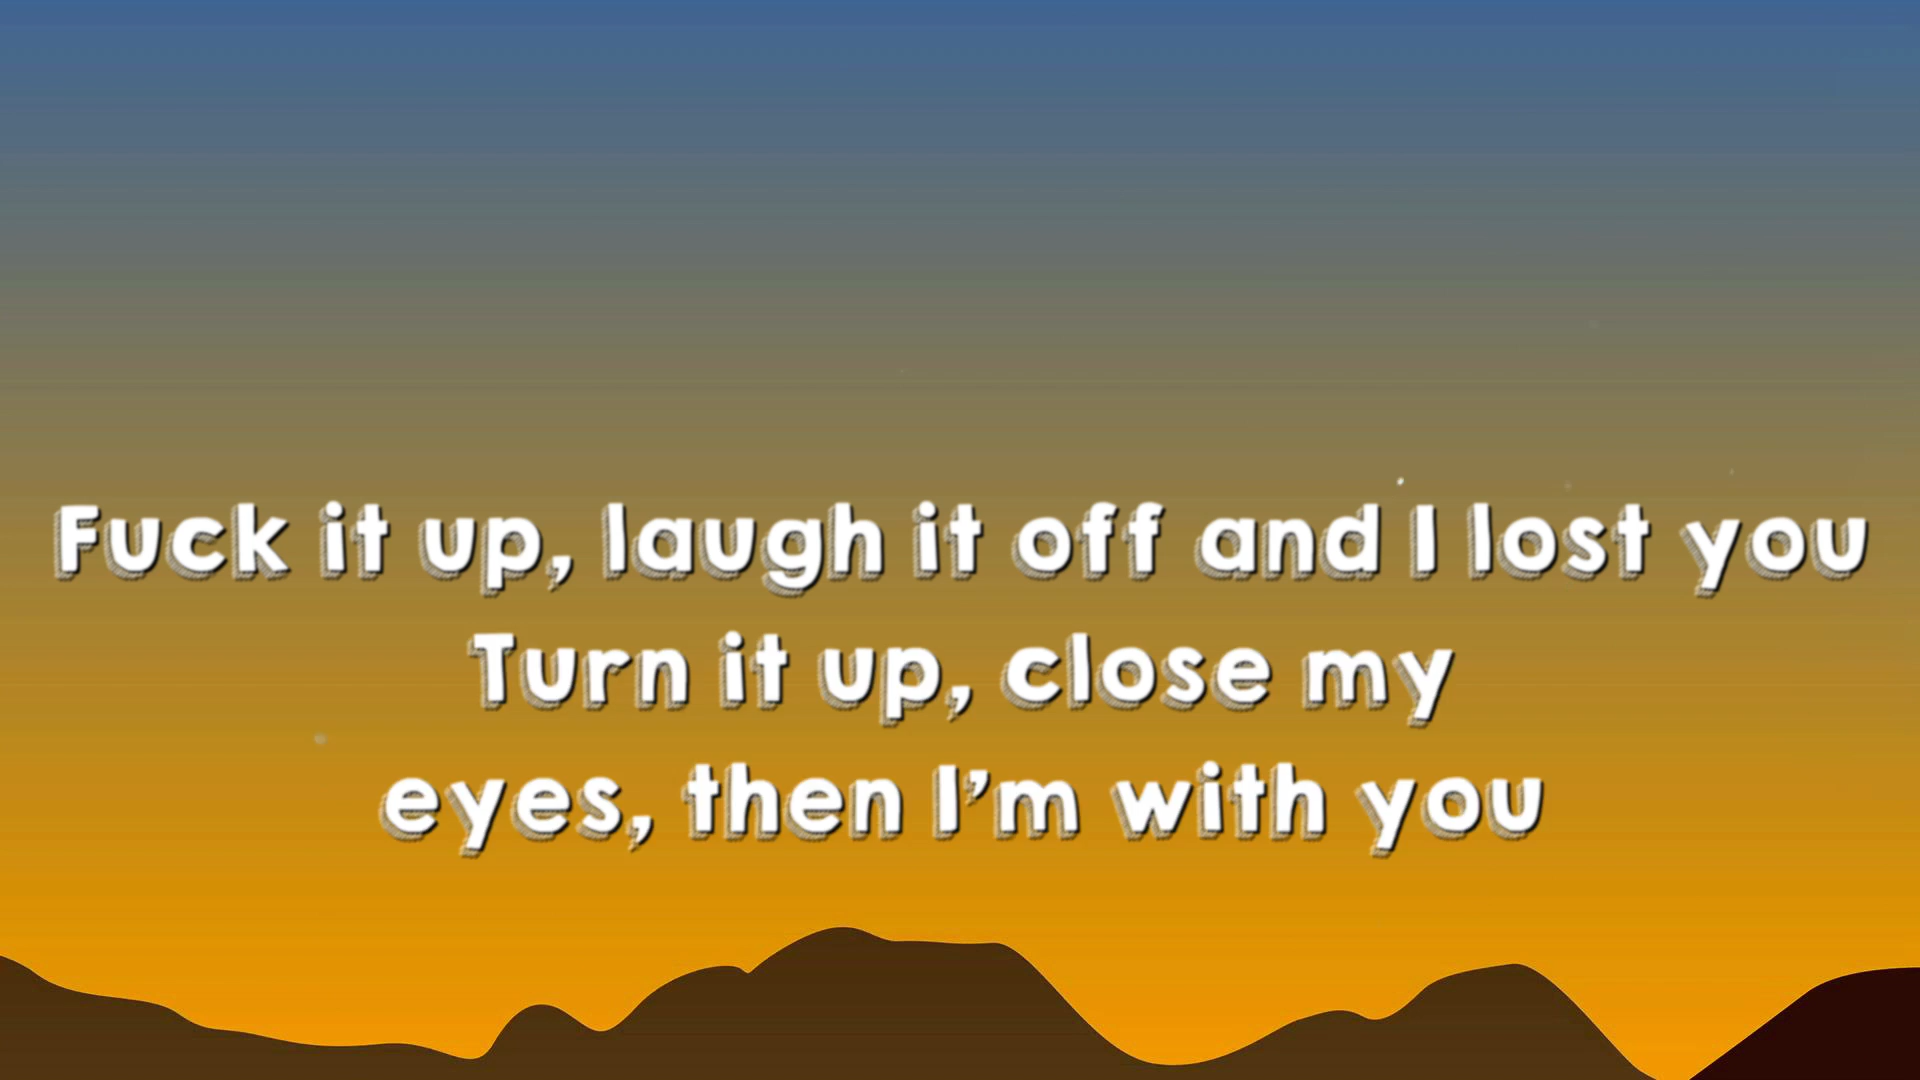 Fuck it up, laugh it off and I lost you
Turn it up, close my
eyes, then I’m with you